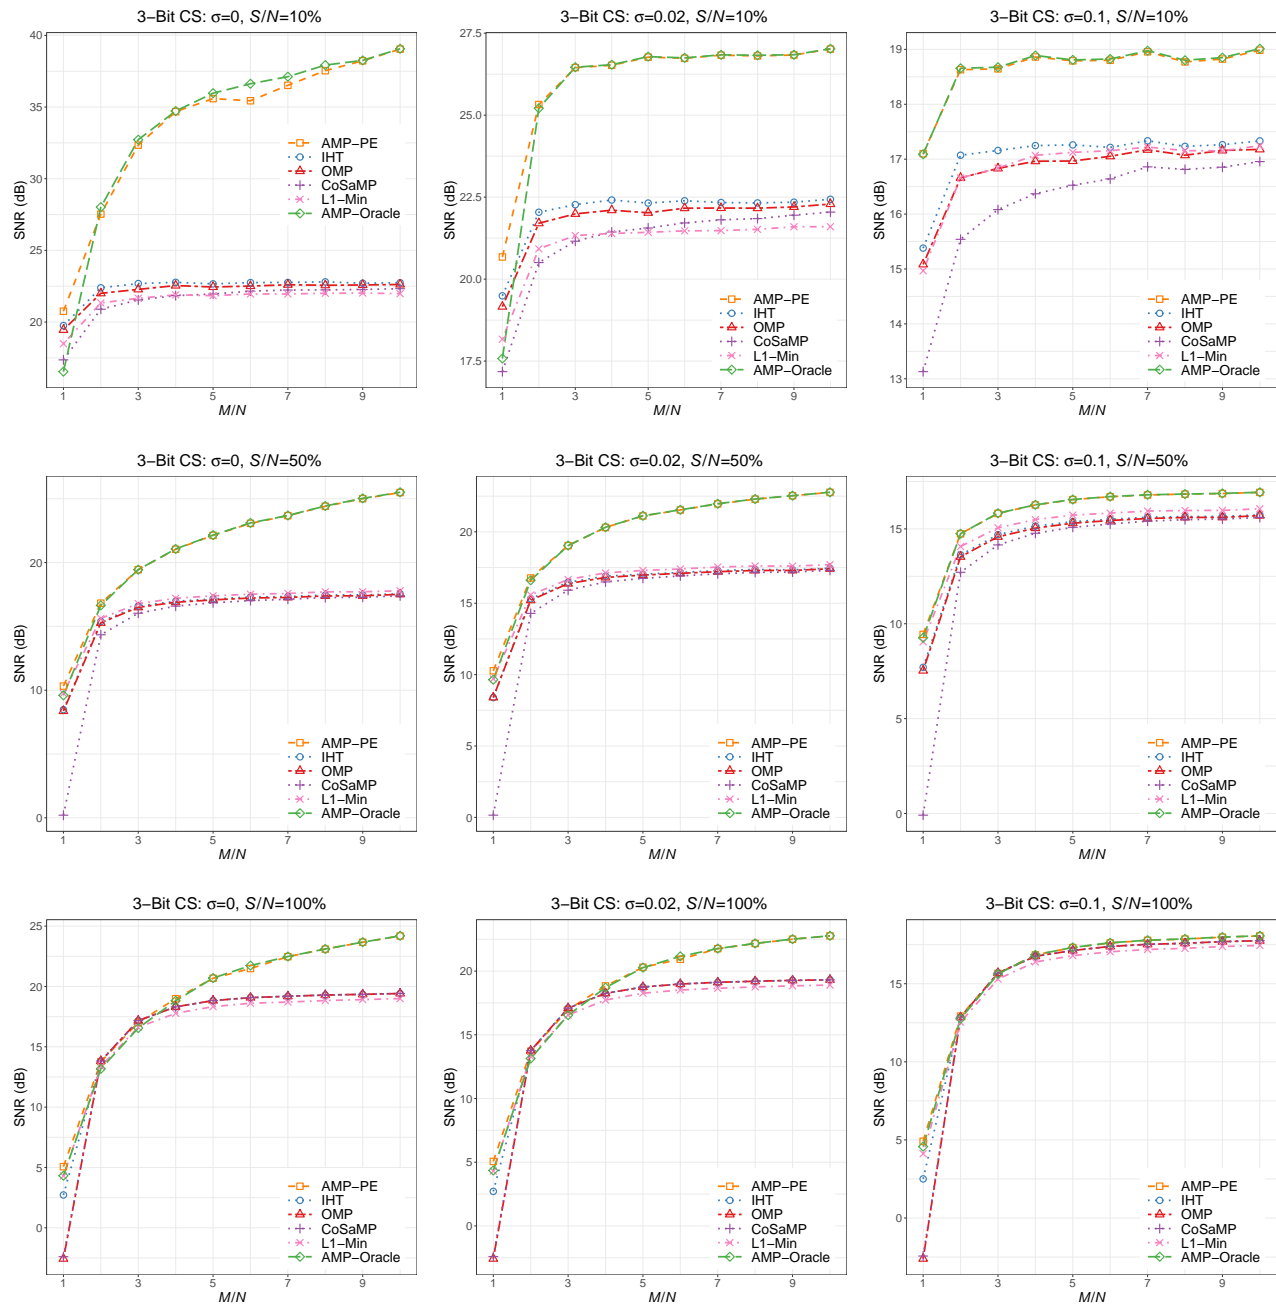 3−Bit CS: σ=0, S/N=10%
40
35
30
25
20
SNR (dB)
AMP−PE
IHT
OMP
CoSaMP
L1−Min
AMP−Oracle
1 3 5 7 9
M/N
3−Bit CS: σ=0.02, S/N=10%
27.5
25.0
22.5
20.0
17.5
SNR (dB)
AMP−PE
IHT
OMP
CoSaMP
L1−Min
AMP−Oracle
1 3 5 7 9
M/N
3−Bit CS: σ=0.1, S/N=10%
19
18
17
16
15
14
13
SNR (dB)
AMP−PE
IHT
OMP
CoSaMP
L1−Min
AMP−Oracle
1 3 5 7 9
M/N
3−Bit CS: σ=0, S/N=50%
20
10
0
SNR (dB)
AMP−PE
IHT
OMP
CoSaMP
L1−Min
AMP−Oracle
1 3 5 7 9
M/N
3−Bit CS: σ=0.02, S/N=50%
20
15
10
5
0
SNR (dB)
AMP−PE
IHT
OMP
CoSaMP
L1−Min
AMP−Oracle
1 3 5 7 9
M/N
3−Bit CS: σ=0.1, S/N=50%
15
10
5
0
SNR (dB)
AMP−PE
IHT
OMP
CoSaMP
L1−Min
AMP−Oracle
1 3 5 7 9
M/N
3−Bit CS: σ=0, S/N=100%
25
20
15
10
5
0
SNR (dB)
AMP−PE
IHT
OMP
CoSaMP
L1−Min
AMP−Oracle
1 3 5 7 9
M/N
3−Bit CS: σ=0.02, S/N=100%
20
15
10
5
0
SNR (dB)
AMP−PE
IHT
OMP
CoSaMP
L1−Min
AMP−Oracle
1 3 5 7 9
M/N
3−Bit CS: σ=0.1, S/N=100%
15
10
5
0
SNR (dB)
AMP−PE
IHT
OMP
CoSaMP
L1−Min
AMP−Oracle
1 3 5 7 9
M/N